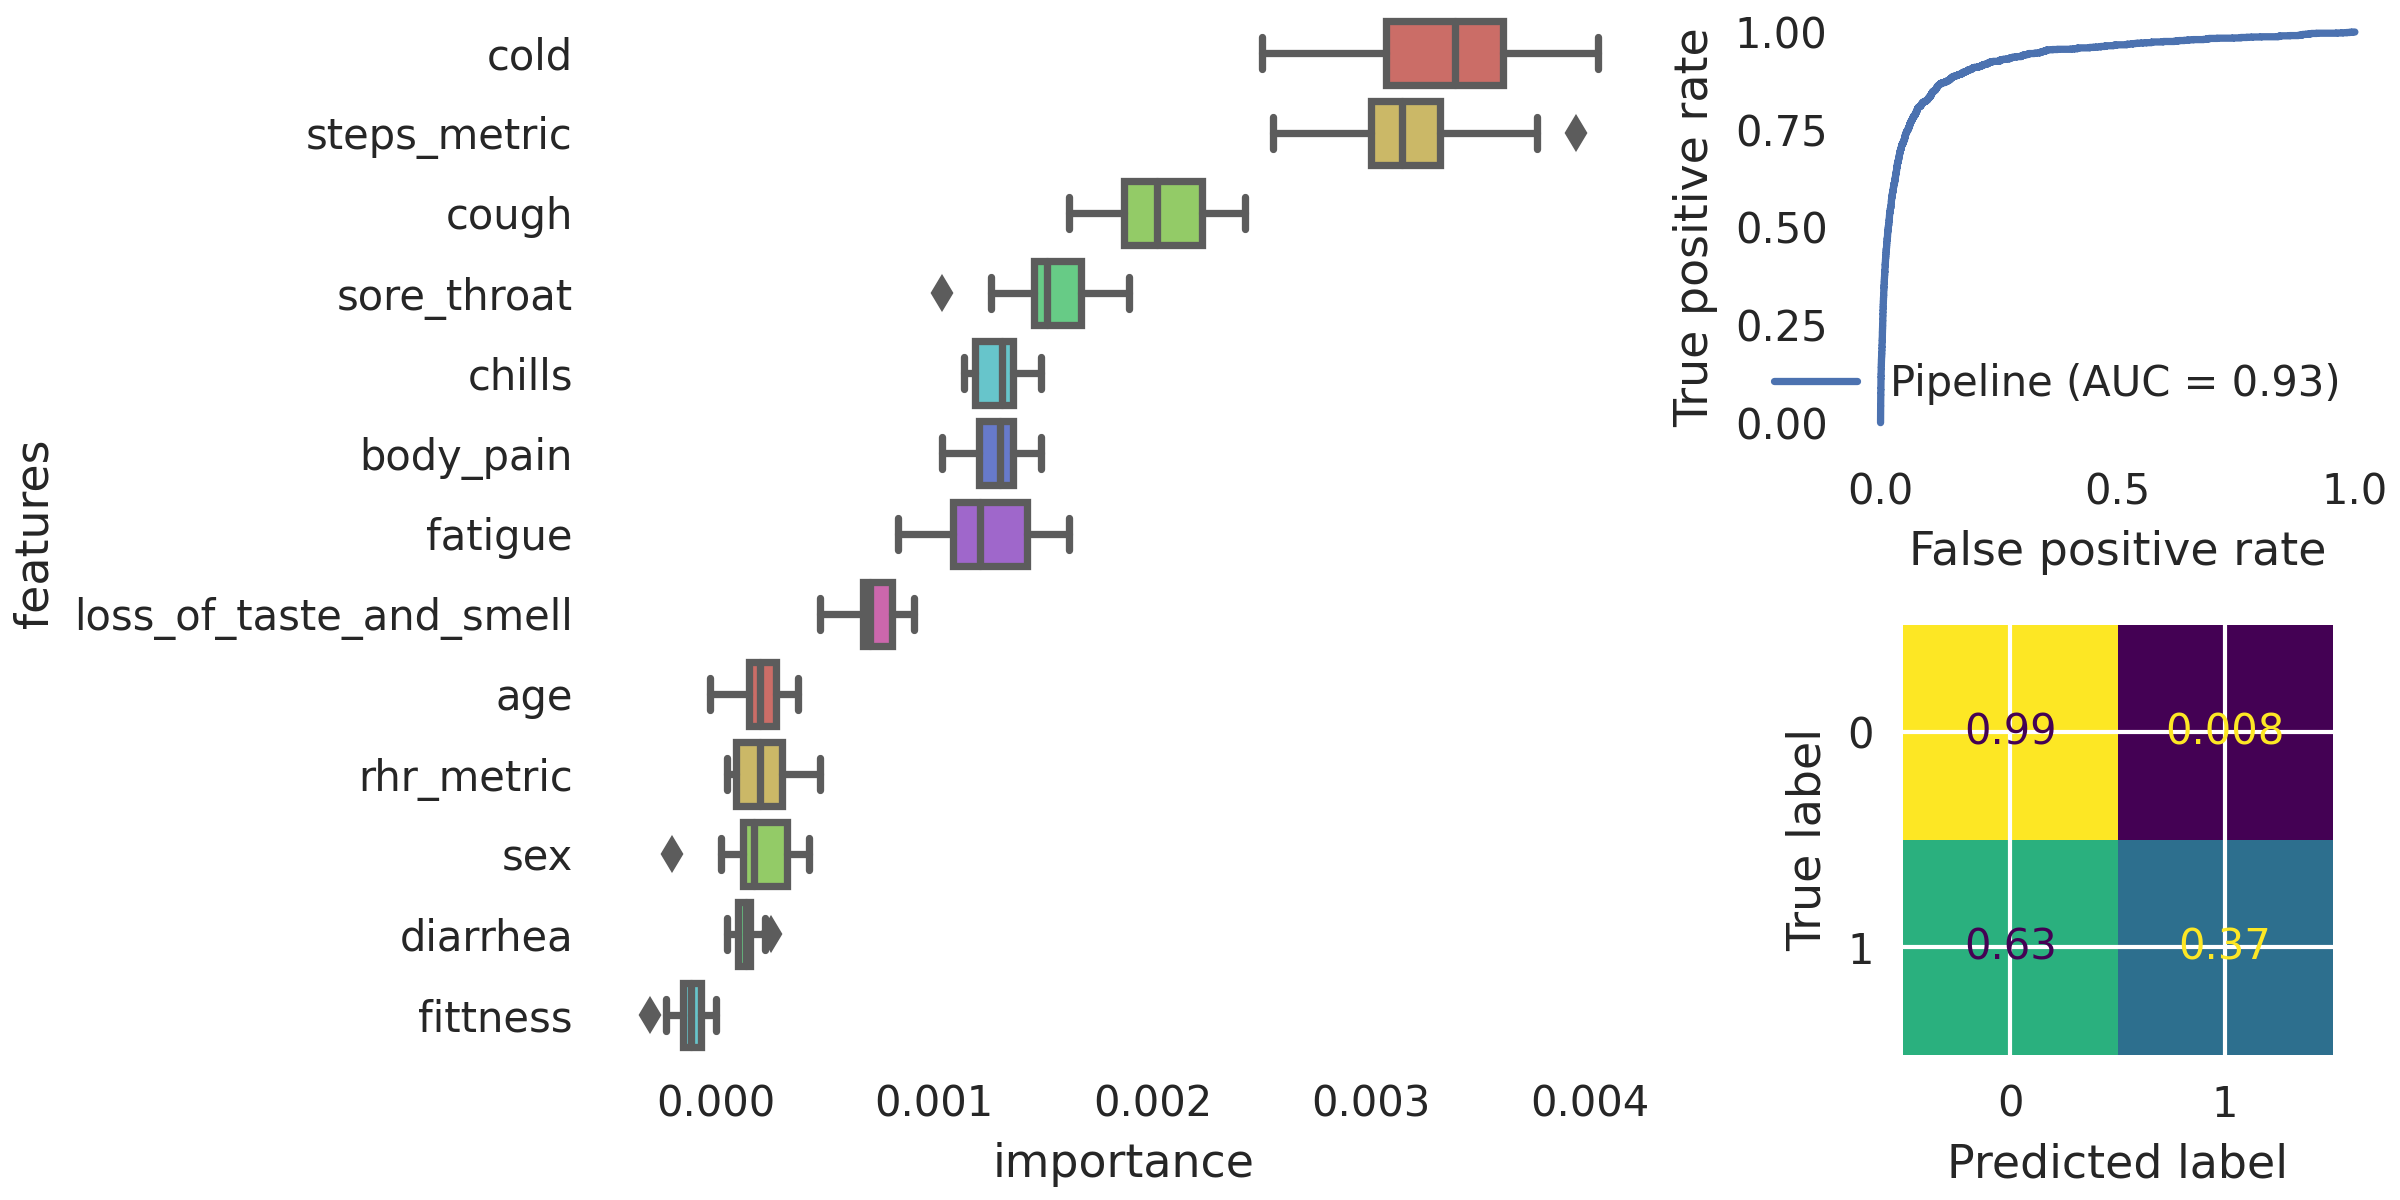 features
cold
steps_metric
cough
sore_throat
chills
body_pain
fatigue
loss_of_taste_and_smell
age
rhr_metric
sex
diarrhea
fittness
0.000 0.001 0.002 0.003 0.004
importance
True positive rate
1.00
0.75
0.50
0.25
0.00
Pipeline (AUC = 0.93)
0.0 0.5 1.0
False positive rate
True label
0 0.99 0.008
1 0.63 0.37
0 1
Predicted label